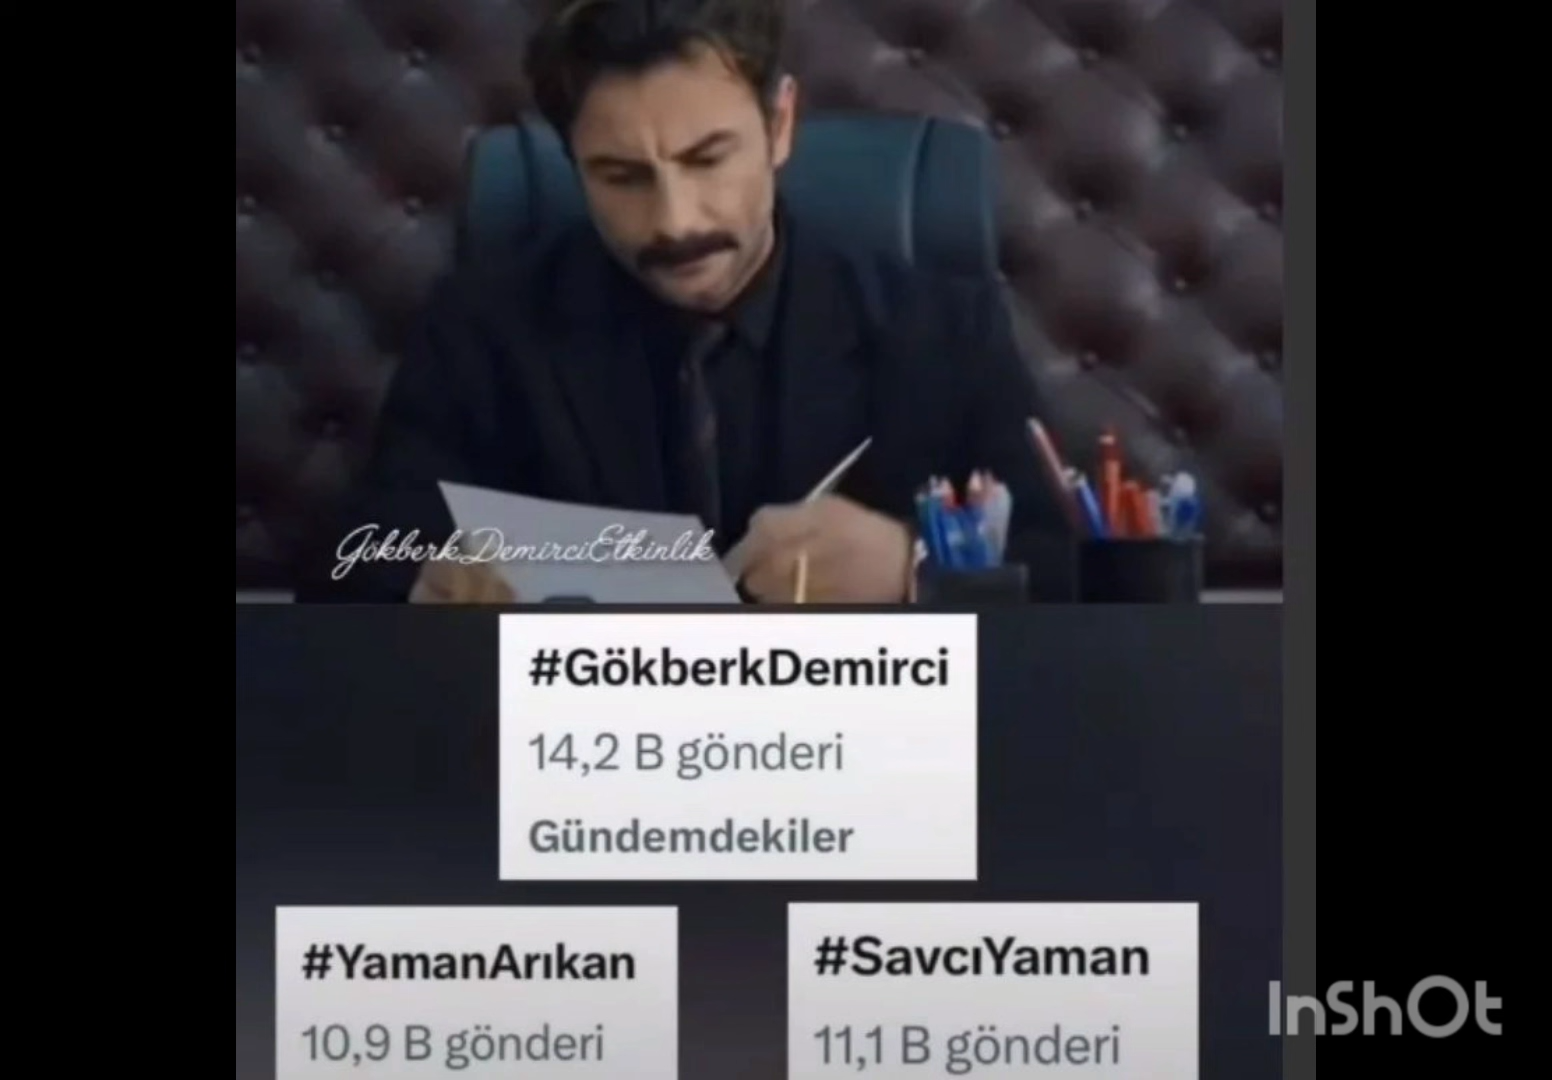 GökberkDemirciEtkinlik
#GökberkDemirci
14,2 B gönderi
Gündemdekiler
#YamanArıkan
10,9 B gönderi
#SavcıYaman
11,1 B gönderi
InShOt